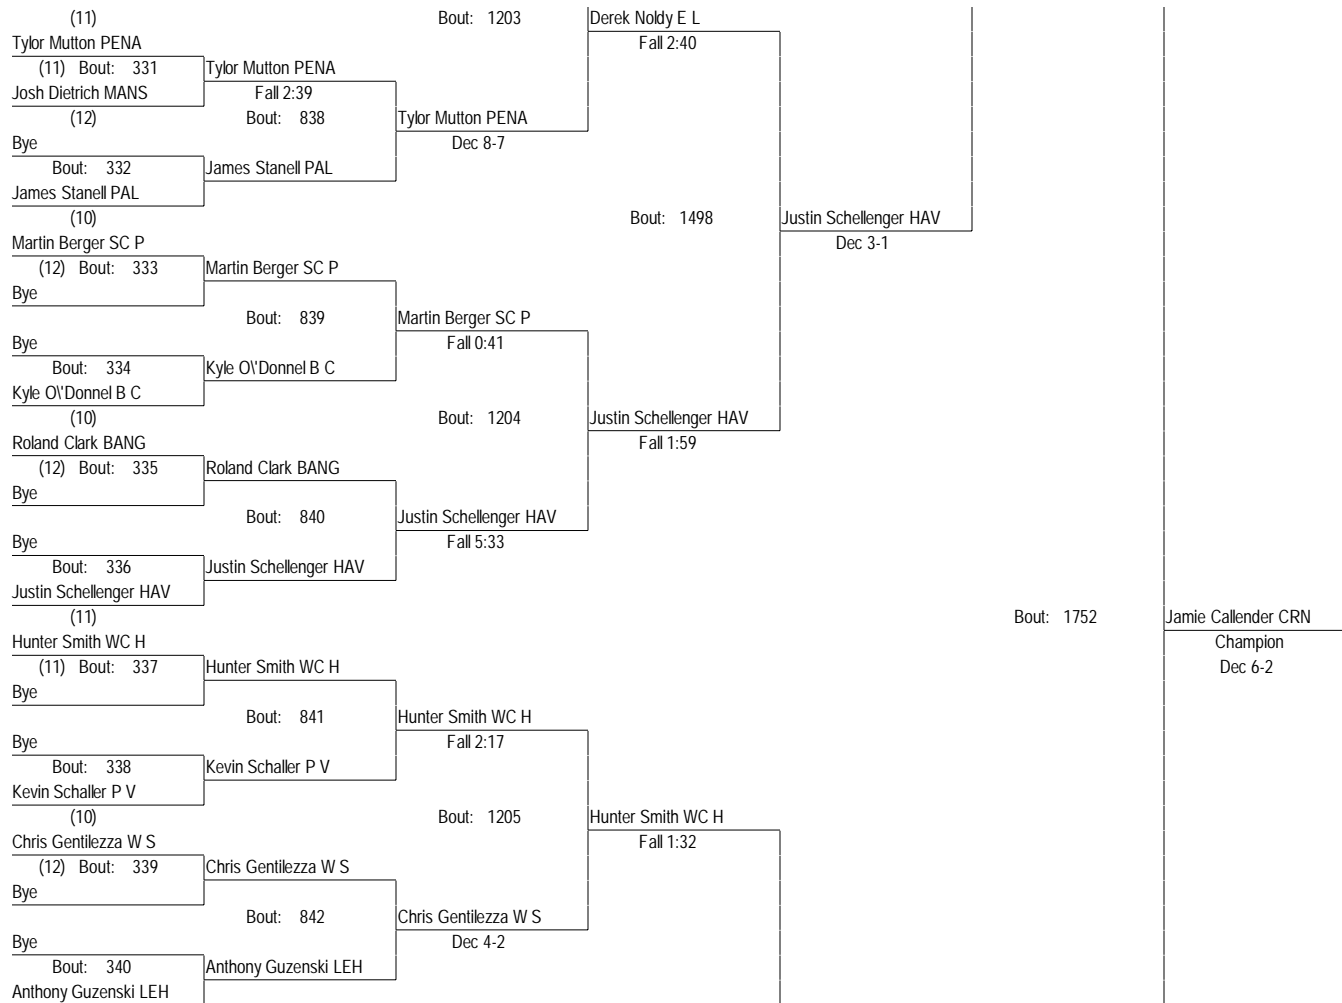 (11) Bout: 1203 Derek Noldy E L
Tylor Mutton PENA Fall 2:40
(11) Bout: 331 Tylor Mutton PENA
Josh Dietrich MANS Fall 2:39
(12) Bout: 838 Tylor Mutton PENA
Bye Dec 8-7
Bout: 332 James Stanell PAL
James Stanell PAL
(10) Bout: 1498 Justin Schellenger HAV
Martin Berger SC P Dec 3-1
(12) Bout: 333 Martin Berger SC P
Bye
Bout: 839 Martin Berger SC P
Bye Fall 0:41
Bout: 334 Kyle O\'Donnel B C
Kyle O\'Donnel B C
(10) Bout: 1204 Justin Schellenger HAV
Roland Clark BANG Fall 1:59
(12) Bout: 335 Roland Clark BANG
Bye
Bout: 840 Justin Schellenger HAV
Bye Fall 5:33
Bout: 336 Justin Schellenger HAV
Justin Schellenger HAV
(11) Bout: 1752 Jamie Callender CRN
Hunter Smith WC H Champion
(11) Bout: 337 Hunter Smith WC H Dec 6-2
Bye
Bout: 841 Hunter Smith WC H
Bye Fall 2:17
Bout: 338 Kevin Schaller P V
Kevin Schaller P V
(10) Bout: 1205 Hunter Smith WC H
Chris Gentilezza W S Fall 1:32
(12) Bout: 339 Chris Gentilezza W S
Bye
Bout: 842 Chris Gentilezza W S
Bye Dec 4-2
Bout: 340 Anthony Guzenski LEH
Anthony Guzenski LEH